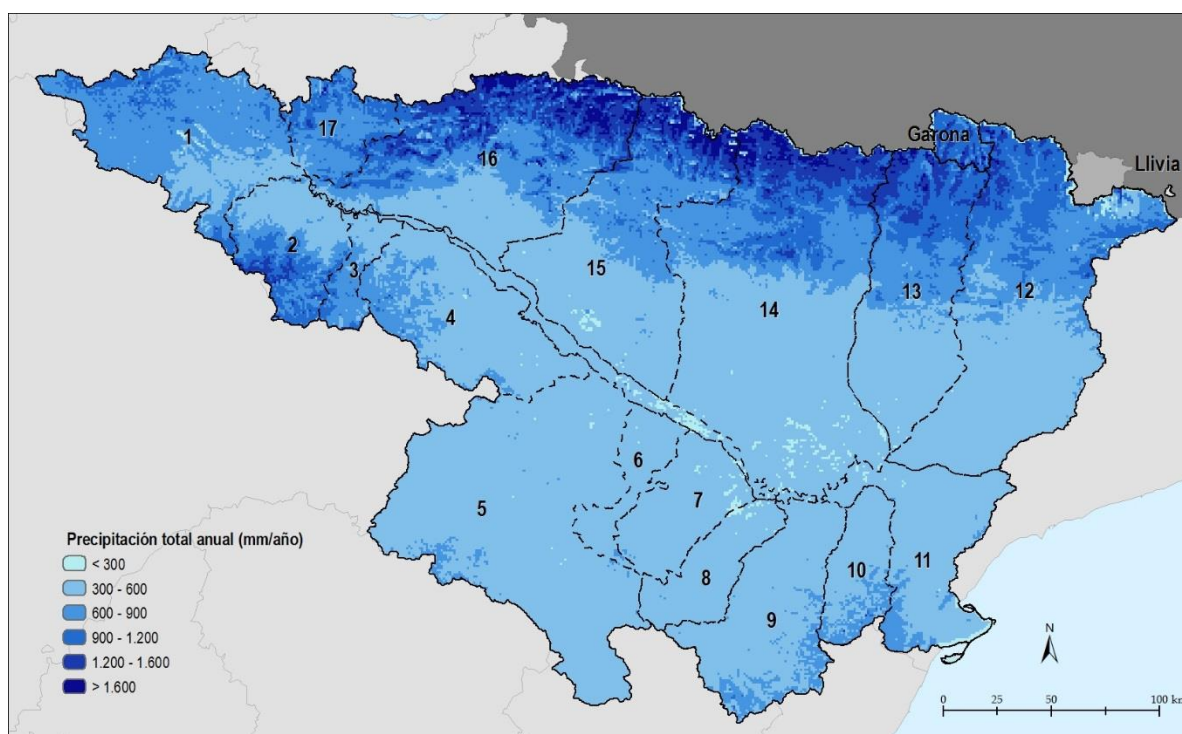 17
1
Garona
16
Llivia
2
3
15
13
12
14
4
6
7
5
Precipitación total anual (mm/año)
< 300
300 - 600
600 - 900
900 - 1.200
1.200 - 1.600
> 1.600
8
10
11
9
N
0 25 50 100 km